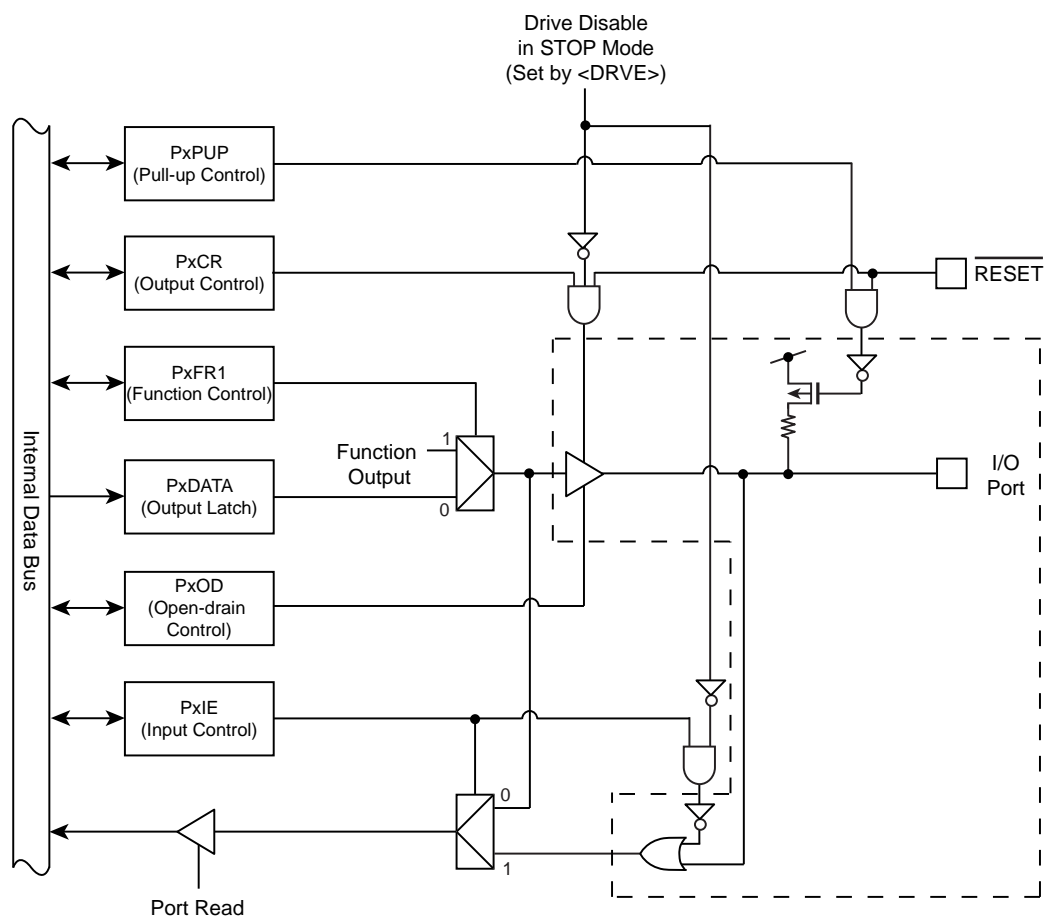 Drive Disable
in STOP Mode
(Set by <DRVE>)
PxPUP
(Pull-up Control)
PxCR
(Output Control)
RESET
PxFR1
(Function Control)
1
Function
Output
I/O
Port
PxDATA
(Output Latch)
0
Internal Data Bus
PxOD
(Open-drain
Control)
PxIE
(Input Control)
0
1
Port Read